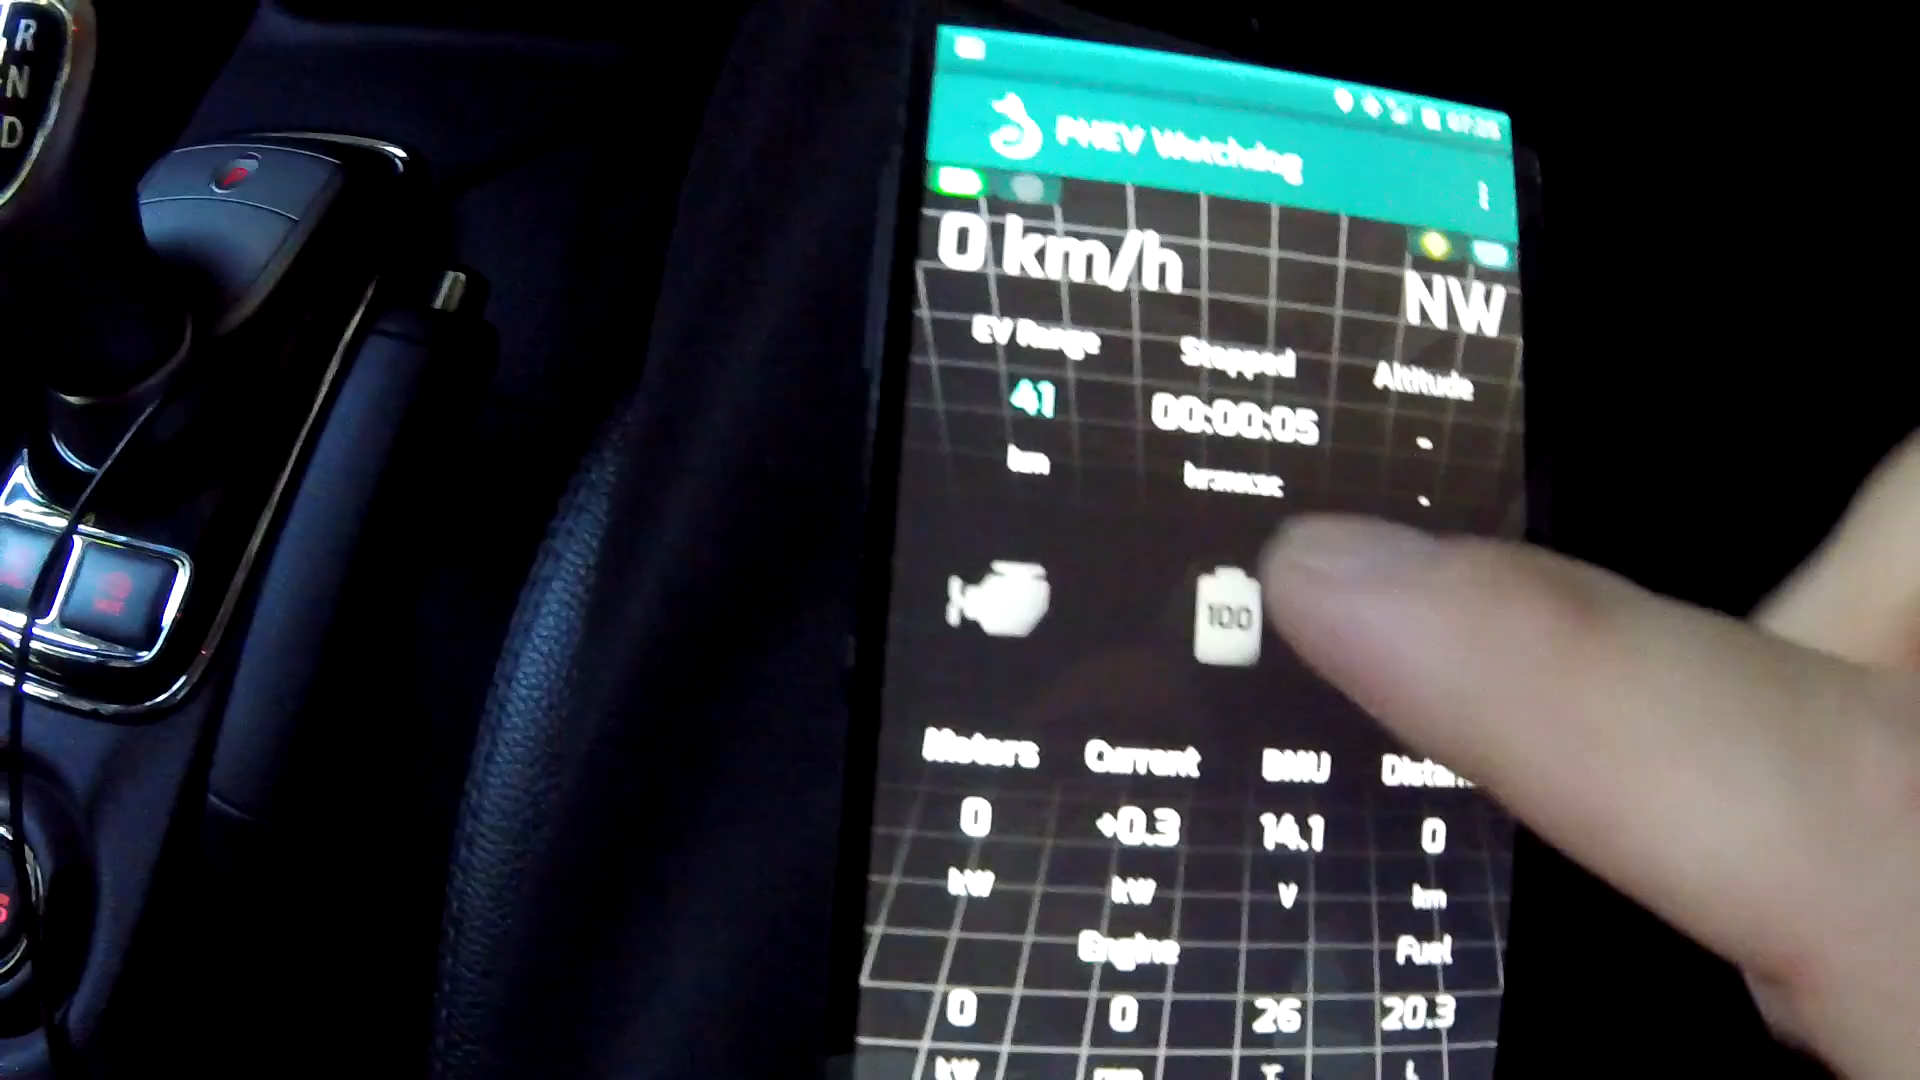 R
N
D
PHEV Watchdog
0 km/h
NW
EV Range
Stopped
Altitude
41
00:00:05
-
km
-
100
Motors Current BMU
0 +0.3 14.1 0
kW kW V km
Engine Fuel
0 0 26 20.3
kW